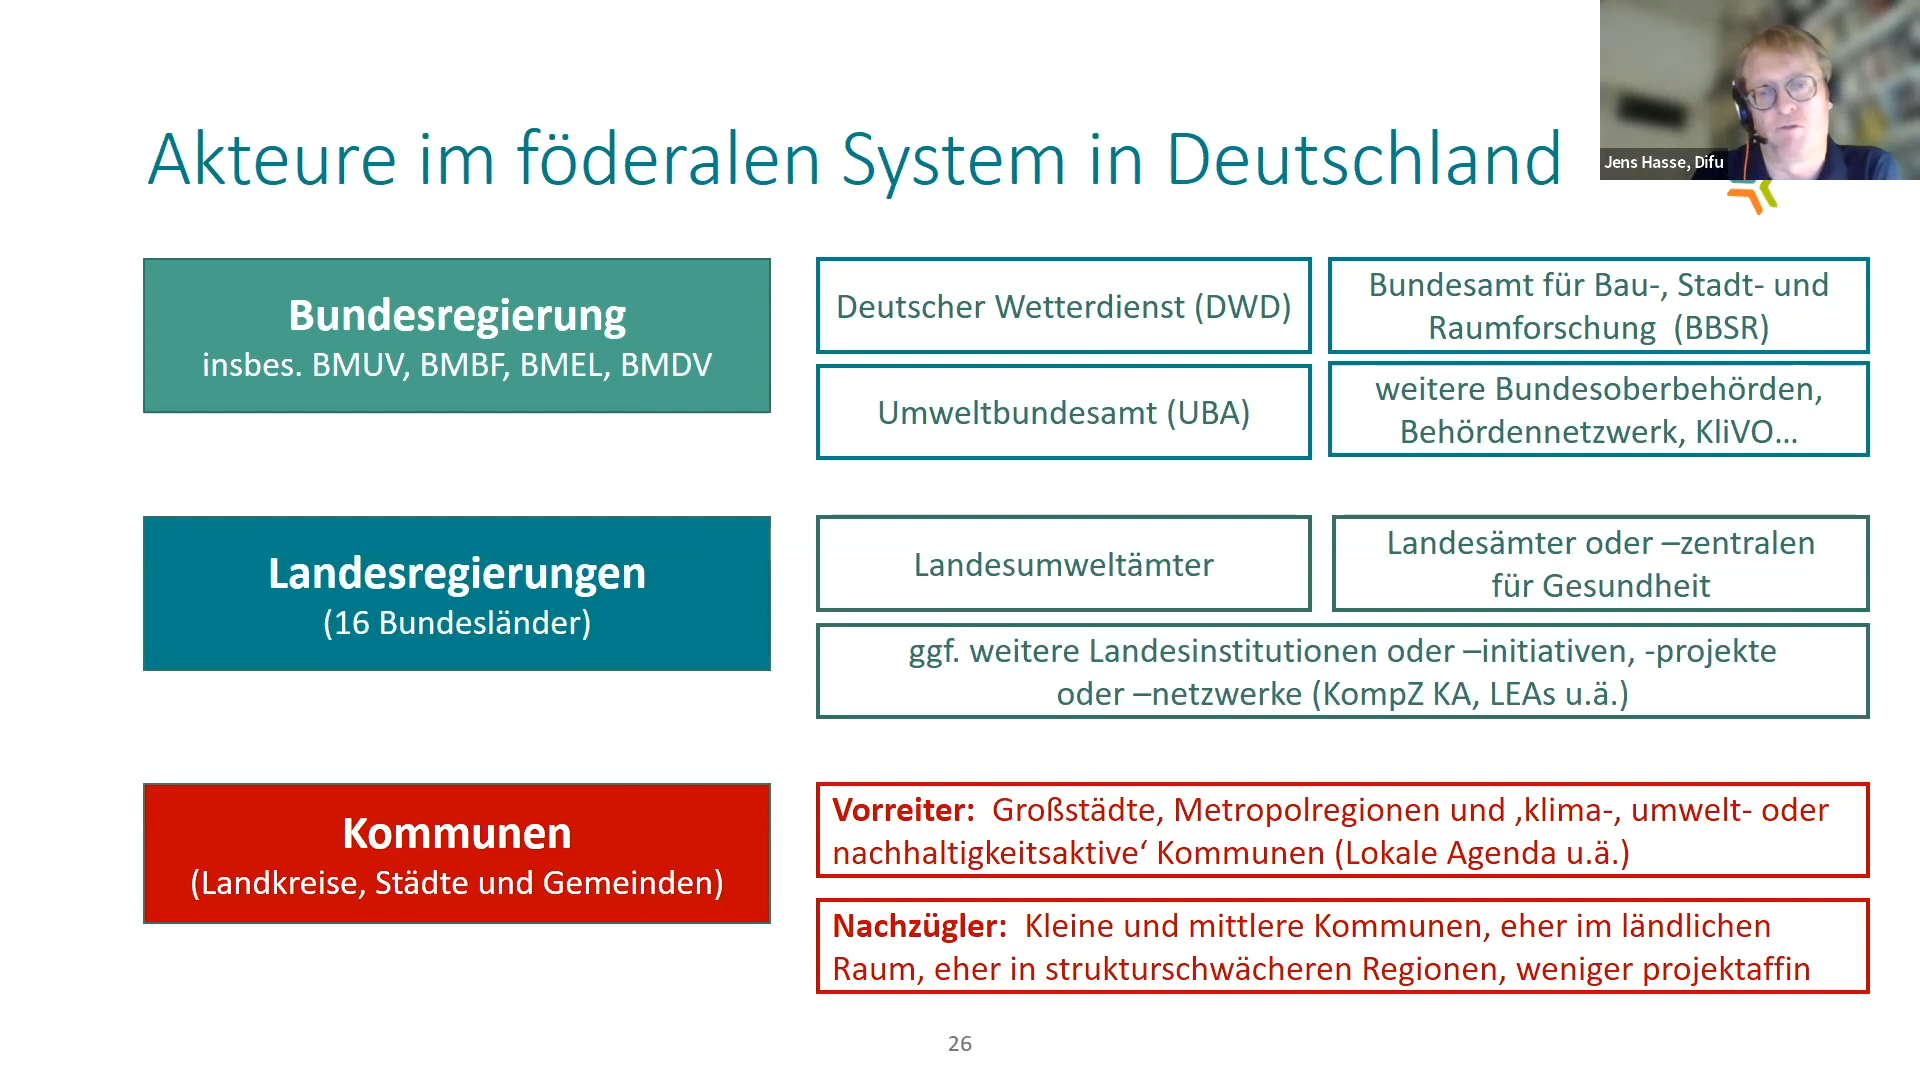 Akteure im föderalen System in Deutschland
Jens Hasse, Difu
Bundesregierung
insbes. BMUV, BMBF, BMEL, BMDV
Deutscher Wetterdienst (DWD)
Bundesamt für Bau-, Stadt- und
Raumforschung (BBSR)
Umweltbundesamt (UBA)
weitere Bundesoberbehörden,
Behördennetzwerk, KliVO...
Landesregierungen
(16 Bundesländer)
Landesumweltämter
Landesämter oder –zentralen
für Gesundheit
ggf. weitere Landesinstitutionen oder –initiativen, -projekte
oder –netzwerke (KompZ KA, LEAs u.ä.)
Kommunen
(Landkreise, Städte und Gemeinden)
Vorreiter: Großstädte, Metropolregionen und ‚klima-, umwelt- oder
nachhaltigkeitsaktive‘ Kommunen (Lokale Agenda u.ä.)
Nachzügler: Kleine und mittlere Kommunen, eher im ländlichen
Raum, eher in strukturschwächeren Regionen, weniger projektaffin
26